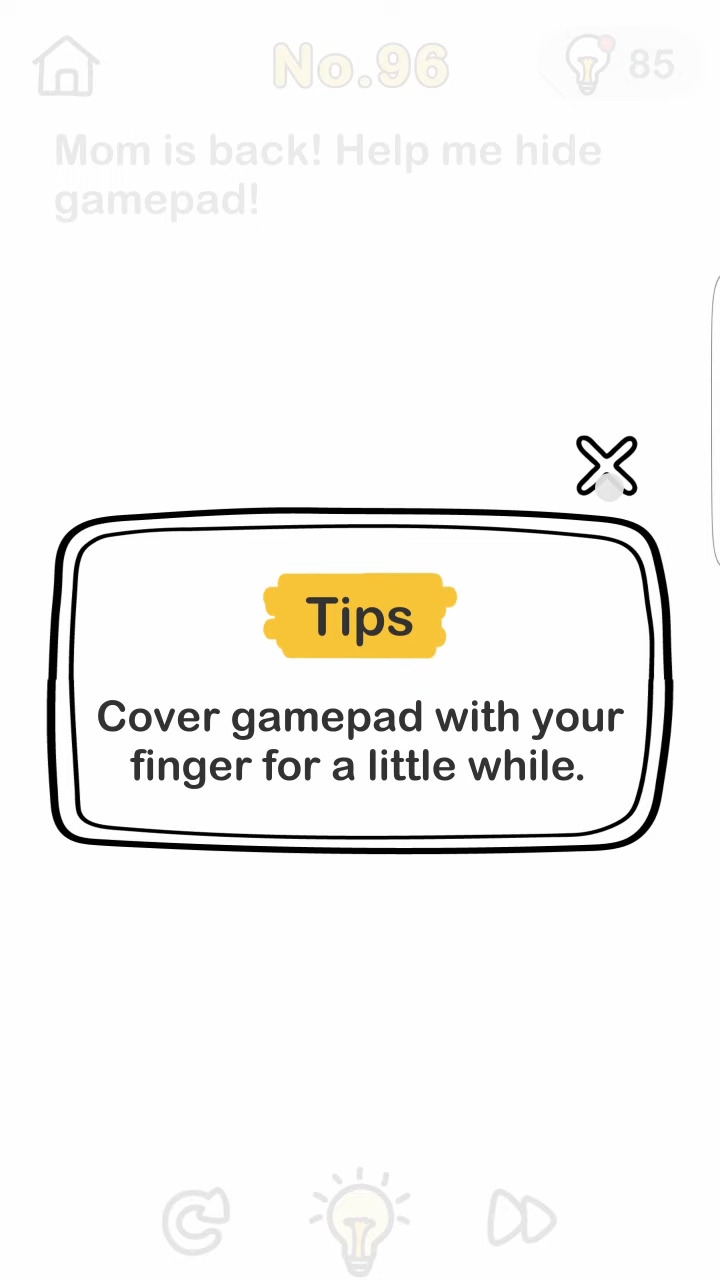 No.96
85
Mom is back! Help me hide
gamepad!
Tips
Cover gamepad with your
finger for a little while.